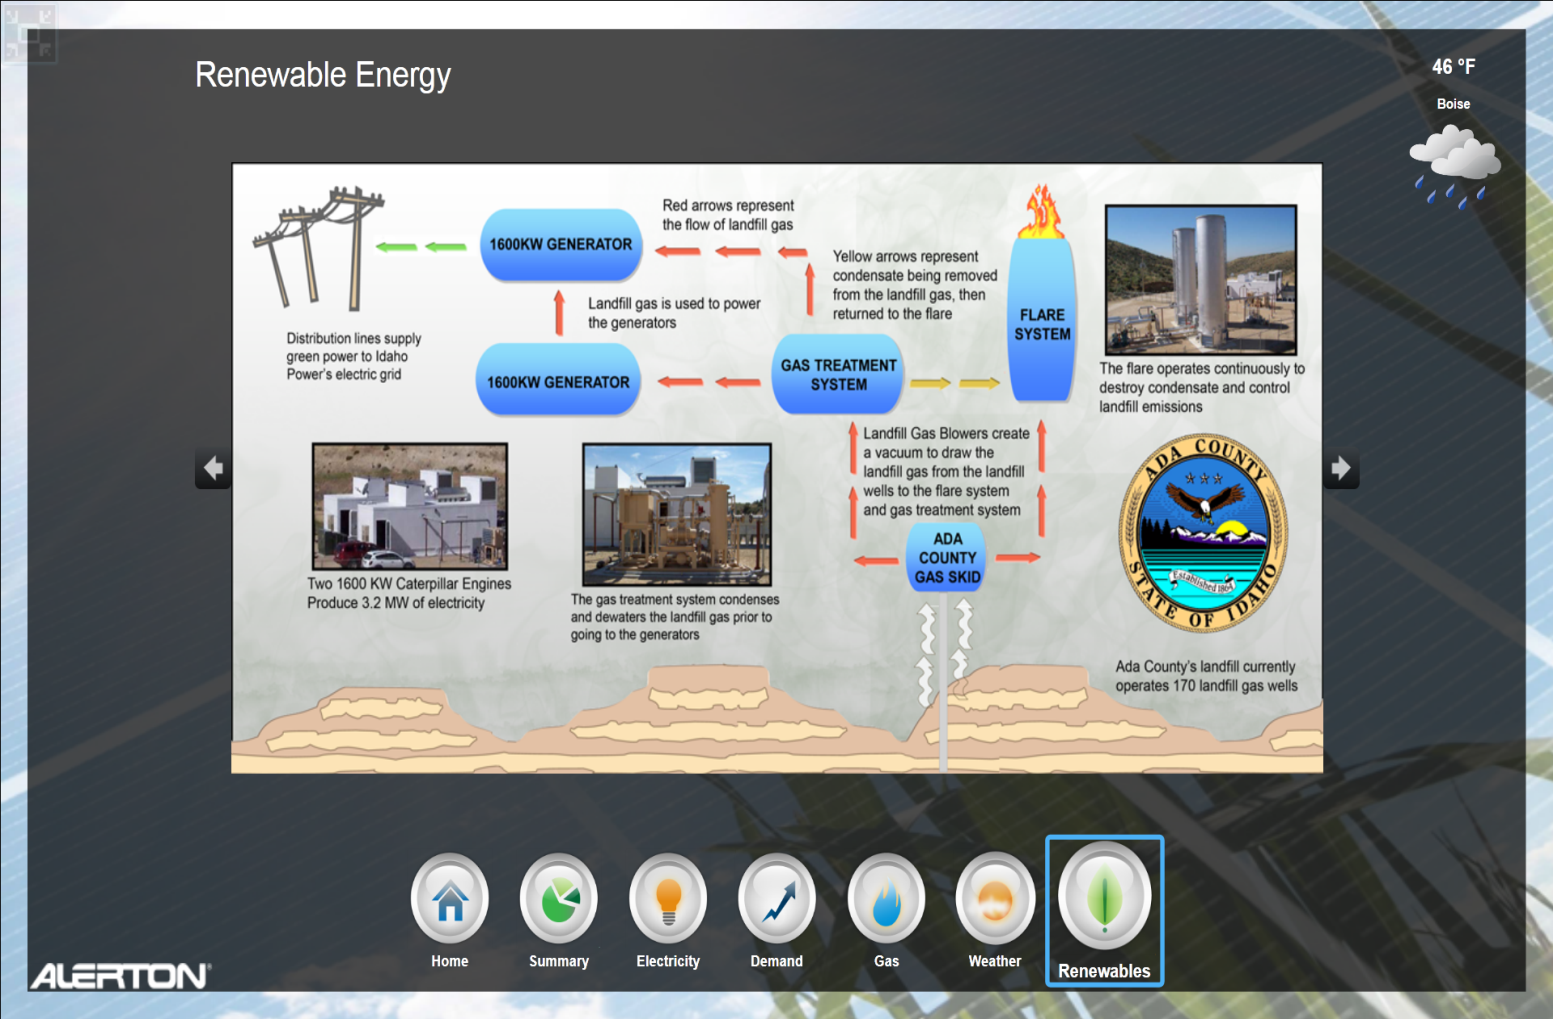 Renewable Energy
46 °F
Boise
1600KW GENERATOR
Red arrows represent
the flow of landfill gas
Yellow arrows represent
condensate being removed
from the landfill gas, then
returned to the flare
Landfill gas is used to power
the generators
FLARE
SYSTEM
Distribution lines supply
green power to Idaho
Power's electric grid
1600KW GENERATOR
GAS TREATMENT
SYSTEM
The flare operates continuously to
destroy condensate and control
landfill emissions
Landfill Gas Blowers create
a vacuum to draw the
landfill gas from the landfill
wells to the flare system
and gas treatment system
ADA COUNTY
Established 1864
STATE OF IDAHO
ADA
COUNTY
GAS SKID
Two 1600 KW Caterpillar Engines
Produce 3.2 MW of electricity
The gas treatment system condenses
and dewaters the landfill gas prior to
going to the generators
Ada County's landfill currently
operates 170 landfill gas wells
Home
Summary
Electricity
Demand
Gas
Weather
Renewables
ALERTON®